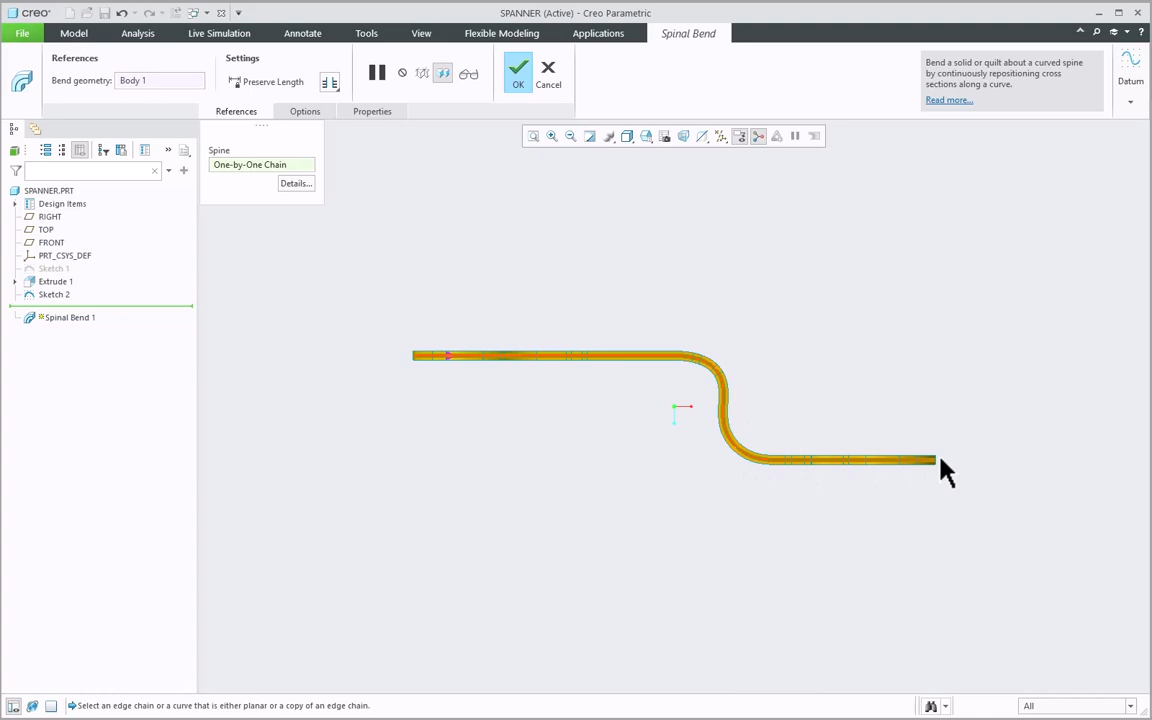 creo
SPANNER (Active) - Creo Parametric
File
Model
Analysis
Live Simulation
Annotate
Tools
View
Flexible Modeling
Applications
Spinal Bend
References
Bend geometry:
Body 1
Settings
Preserve Length
OK
Cancel
Bend a solid or quilt about a curved spine
by continuously repositioning cross
sections along a curve.
Read more...
Datum
References
Options
Properties
Spine
One-by-One Chain
Details...
SPANNER.PRT
Design Items
RIGHT
TOP
FRONT
PRT_CSYS_DEF
Sketch 1
Extrude 1
Sketch 2
Spinal Bend 1
Select an edge chain or a curve that is either planar or a copy of an edge chain.
All